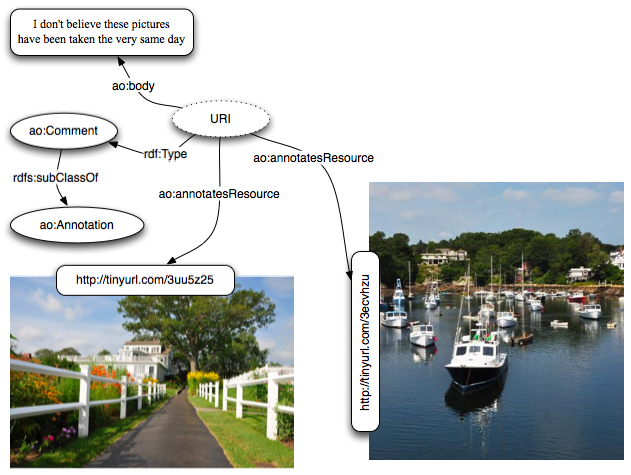 I don't believe these pictures
have been taken the very same day
ao:body
URI
ao:Comment
rdf:Type
ao:annotatesResource
rdfs:subClassOf
ao:annotatesResource
ao:Annotation
http://tinyurl.com/3uu5z25
http://tinyurl.com/3ecvhzu